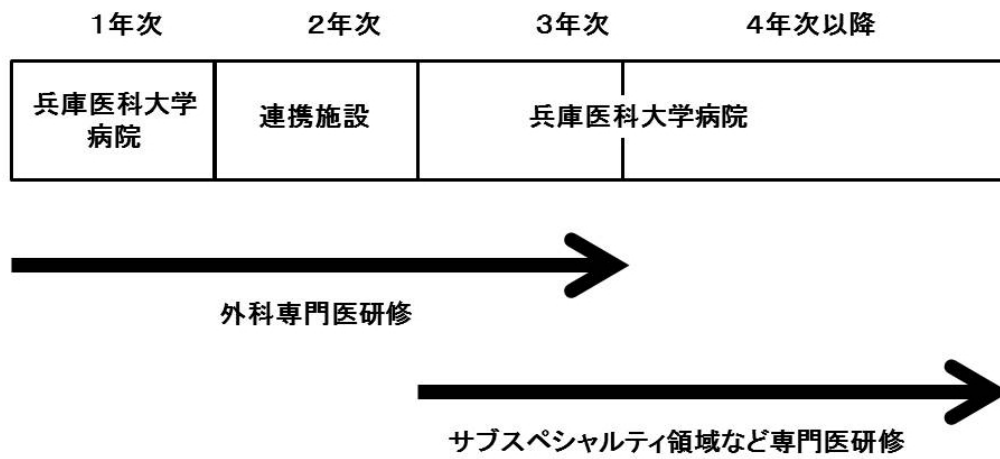 1年次 2年次 3年次 4年次以降
兵庫医科大学
病院
連携施設
兵庫医科大学病院
外科専門医研修
サブスペシャルティ領域など専門医研修